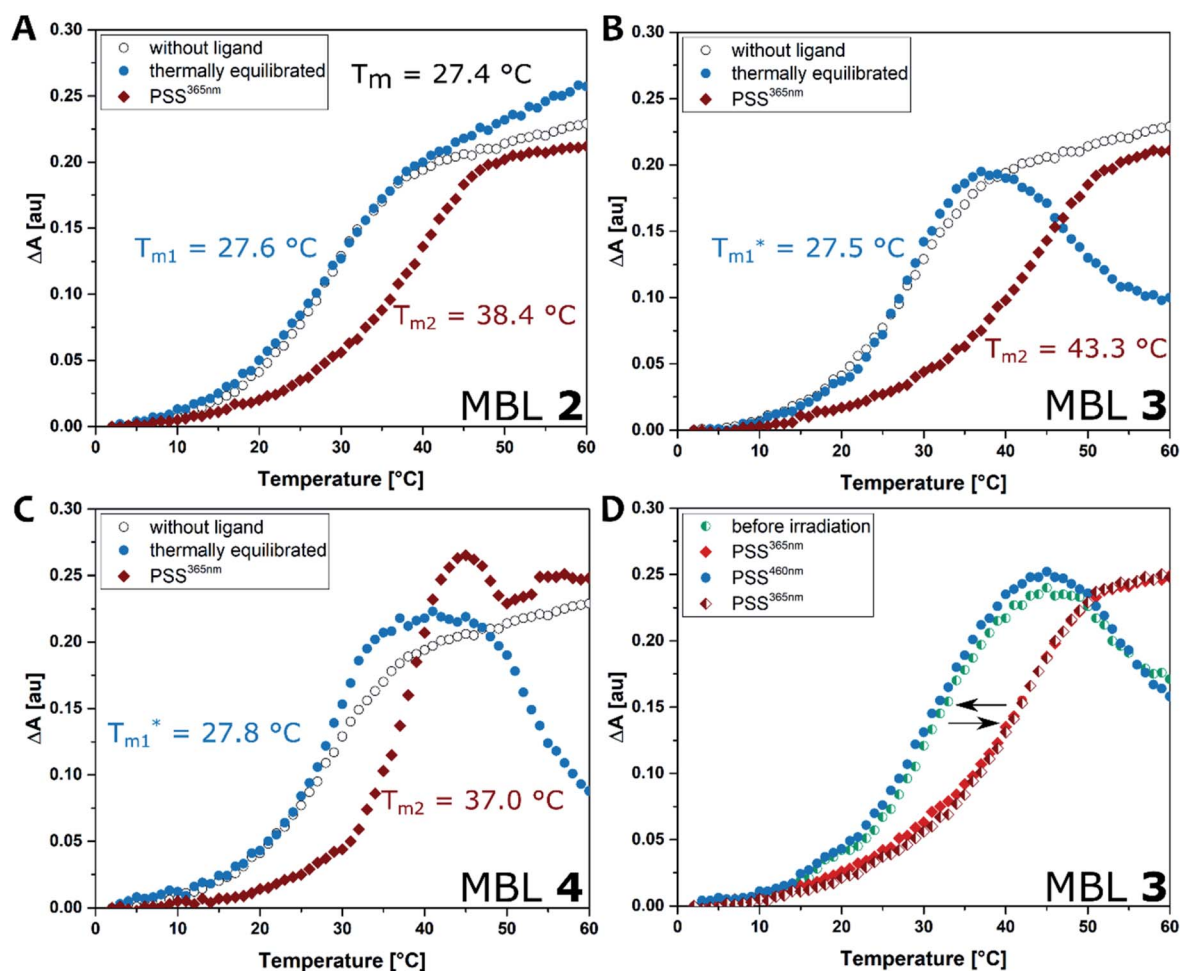 A
0.30
0.25
0.20
0.15
0.10
0.05
0.00
ΔA [au]
without ligand
thermally equilibrated
PSS365nm
Tm = 27.4 °C
Tm1 = 27.6 °C
Tm2 = 38.4 °C
MBL 2
0 10 20 30 40 50 60
Temperature [°C]
B
0.30
0.25
0.20
0.15
0.10
0.05
0.00
ΔA [au]
without ligand
thermally equilibrated
PSS365nm
Tm1* = 27.5 °C
Tm2 = 43.3 °C
MBL 3
0 10 20 30 40 50 60
Temperature [°C]
C
0.30
0.25
0.20
0.15
0.10
0.05
0.00
ΔA [au]
without ligand
thermally equilibrated
PSS365nm
Tm1* = 27.8 °C
Tm2 = 37.0 °C
MBL 4
0 10 20 30 40 50 60
Temperature [°C]
D
0.30
0.25
0.20
0.15
0.10
0.05
0.00
ΔA [au]
before irradiation
PSS365nm
PSS460nm
PSS365nm
MBL 3
0 10 20 30 40 50 60
Temperature [°C]